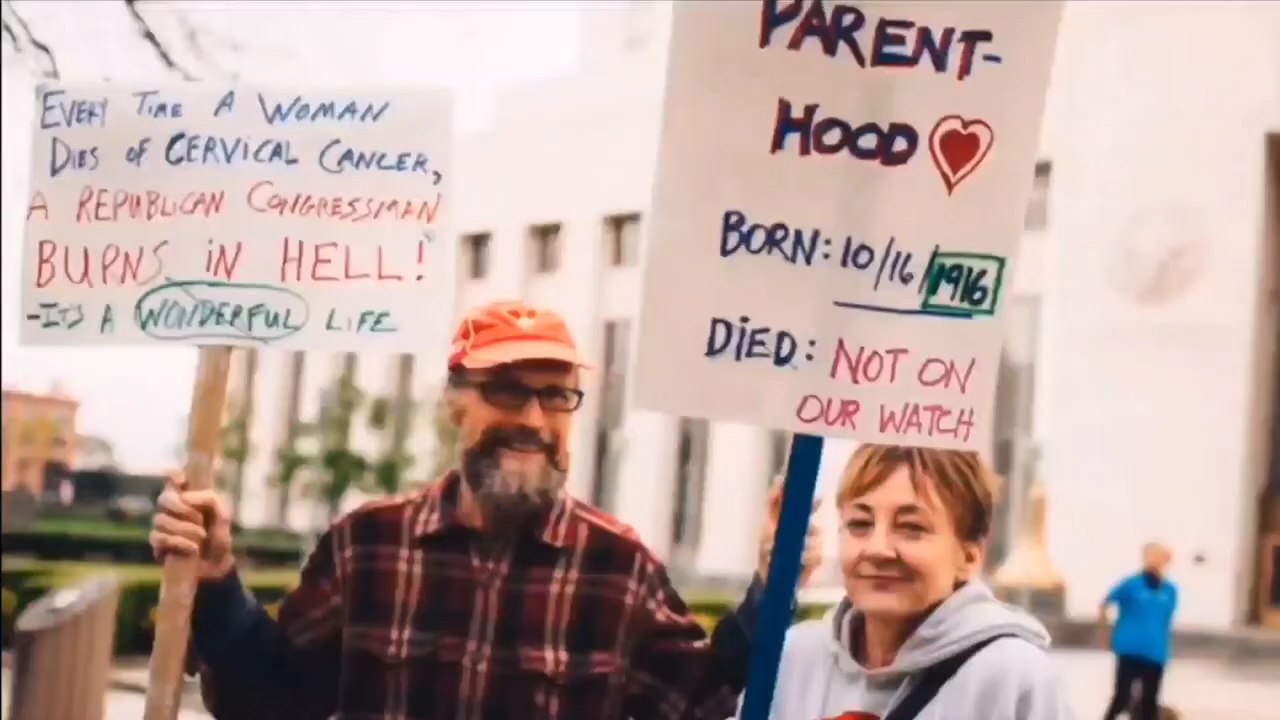 EVERY TIME A WOMAN
DIES OF CERVICAL CANCER,
A REPUBLICAN CONGRESSMAN
BURNS iN HELL!
-IT'S A WONDERFUL LIFE
PARENT-
HOOD
BORN: 10/16/1916
DiED: NOT ON
OUR WATCH